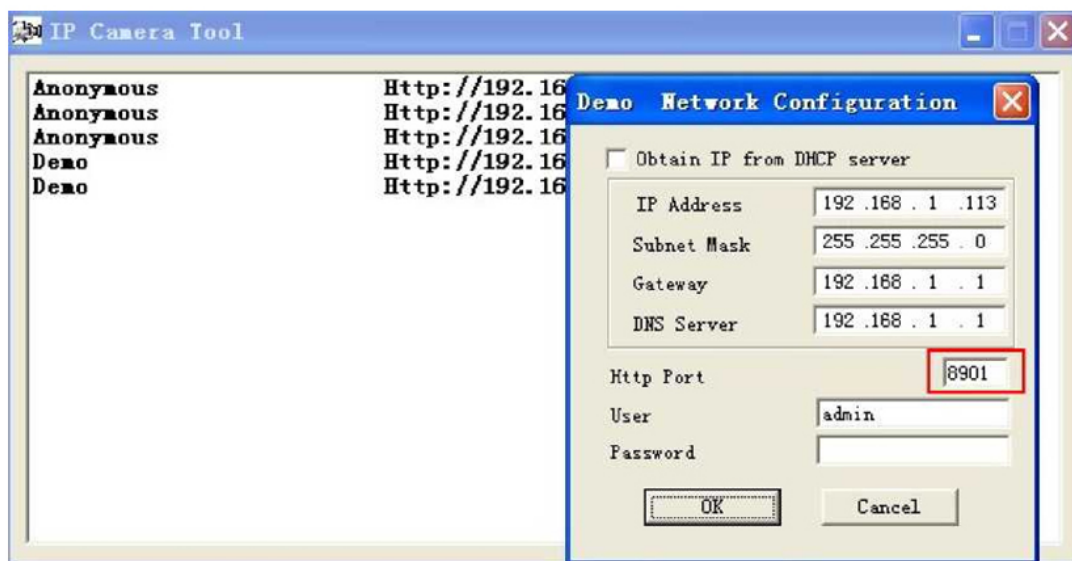 IP Camera Tool
Anonymous Http://192.16
Anonymous Http://192.16
Anonymous Http://192.16
Demo Http://192.16
Demo Http://192.16
Demo Network Configuration
Obtain IP from DHCP server
IP Address 192 .168 . 1 .113
Subnet Mask 255 .255 .255 . 0
Gateway 192 .168 . 1 . 1
DNS Server 192 .168 . 1 . 1
Http Port 8901
User admin
Password
OK Cancel